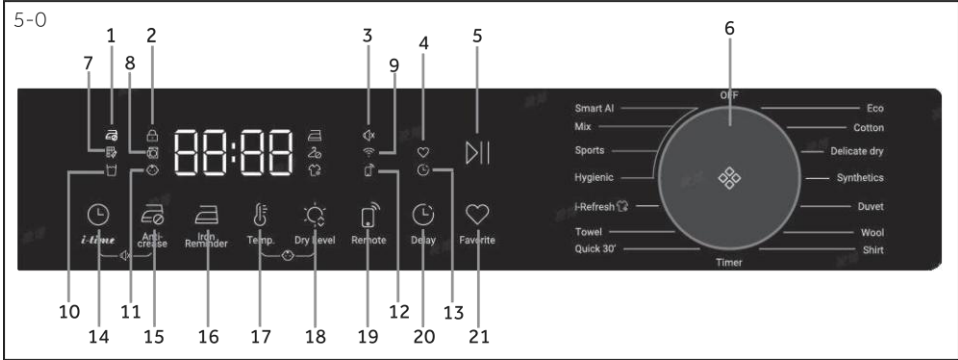 5-0
1 2 3 4 5 6
7 8 9
88:88
OFF
Smart AI
Mix
Sports
Hygienic
i-Refresh
Towel
Quick 30'
Timer
Eco
Cotton
Delicate dry
Synthetics
Duvet
Wool
Shirt
i-time
Anti-
crease
Iron
Reminder
Temp.
Dry Level
Remote
Delay
Favorite
10 11 12 13
14 15 16 17 18 19 20 21